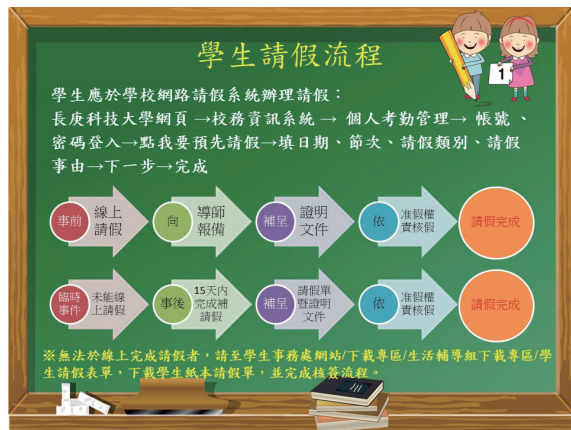 學生請假流程
1
學生應於學校網路請假系統辦理請假：
長庚科技大學網頁→校務資訊系統→ 個人考勤管理→ 帳號、
密碼登入→點我要預先請假→填日期、節次、請假類別、請假
事由→下一步→完成
事前
線上
請假
向
導師
報備
補呈
證明
文件
依
准假權
責核假
請假完成
臨時
事件
未能線
上請假
事後
15天內
完成補
請假
補呈
請假單
暨證明
文件
依
准假權
責核假
請假完成
※無法於線上完成請假者，請至學生事務處網站/下載專區/生活輔導組下載專區/學
生請假表單，下載學生紙本請假單，並完成核簽流程。